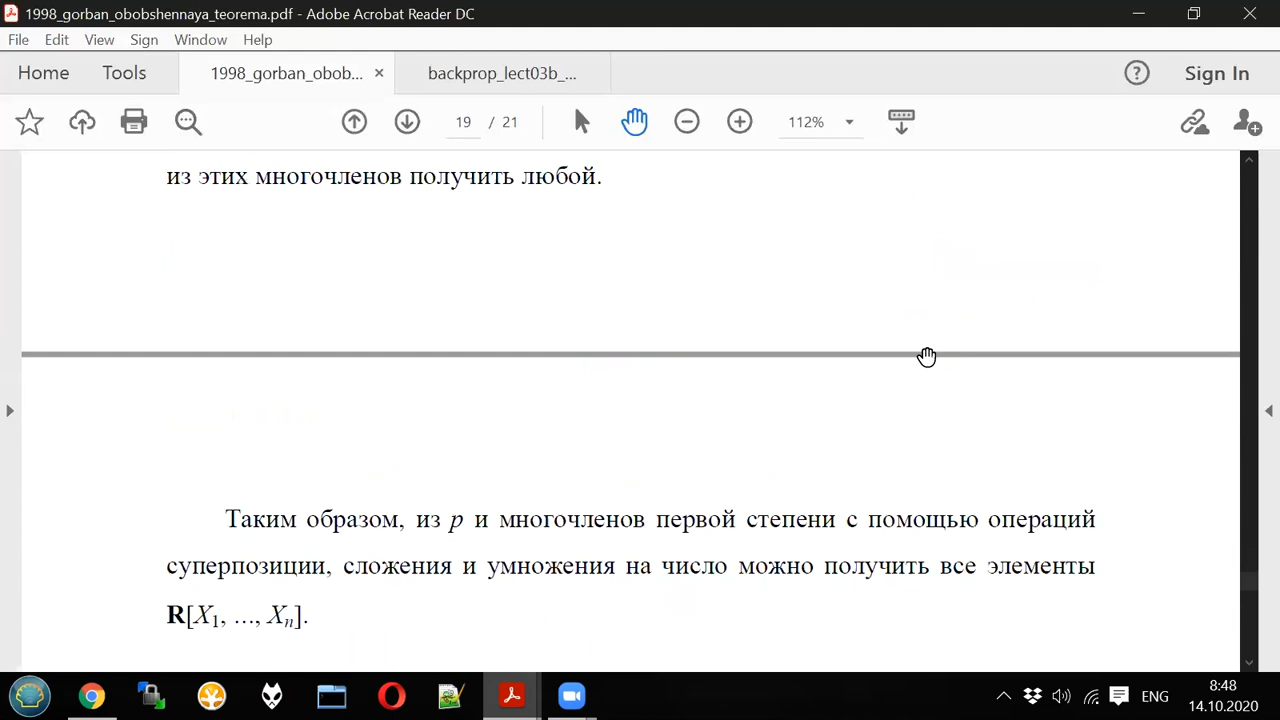 1998_gorban_obobshennaya_teorema.pdf - Adobe Acrobat Reader DC
File Edit View Sign Window Help
Home Tools 1998_gorban_obob... × backprop_lect03b_... ? Sign In
19 / 21 112%
из этих многочленов получить любой.
Таким образом, из p и многочленов первой степени с помощью операций
суперпозиции, сложения и умножения на число можно получить все элементы
R[X₁, ..., Xₙ].
ENG 8:48
14.10.2020